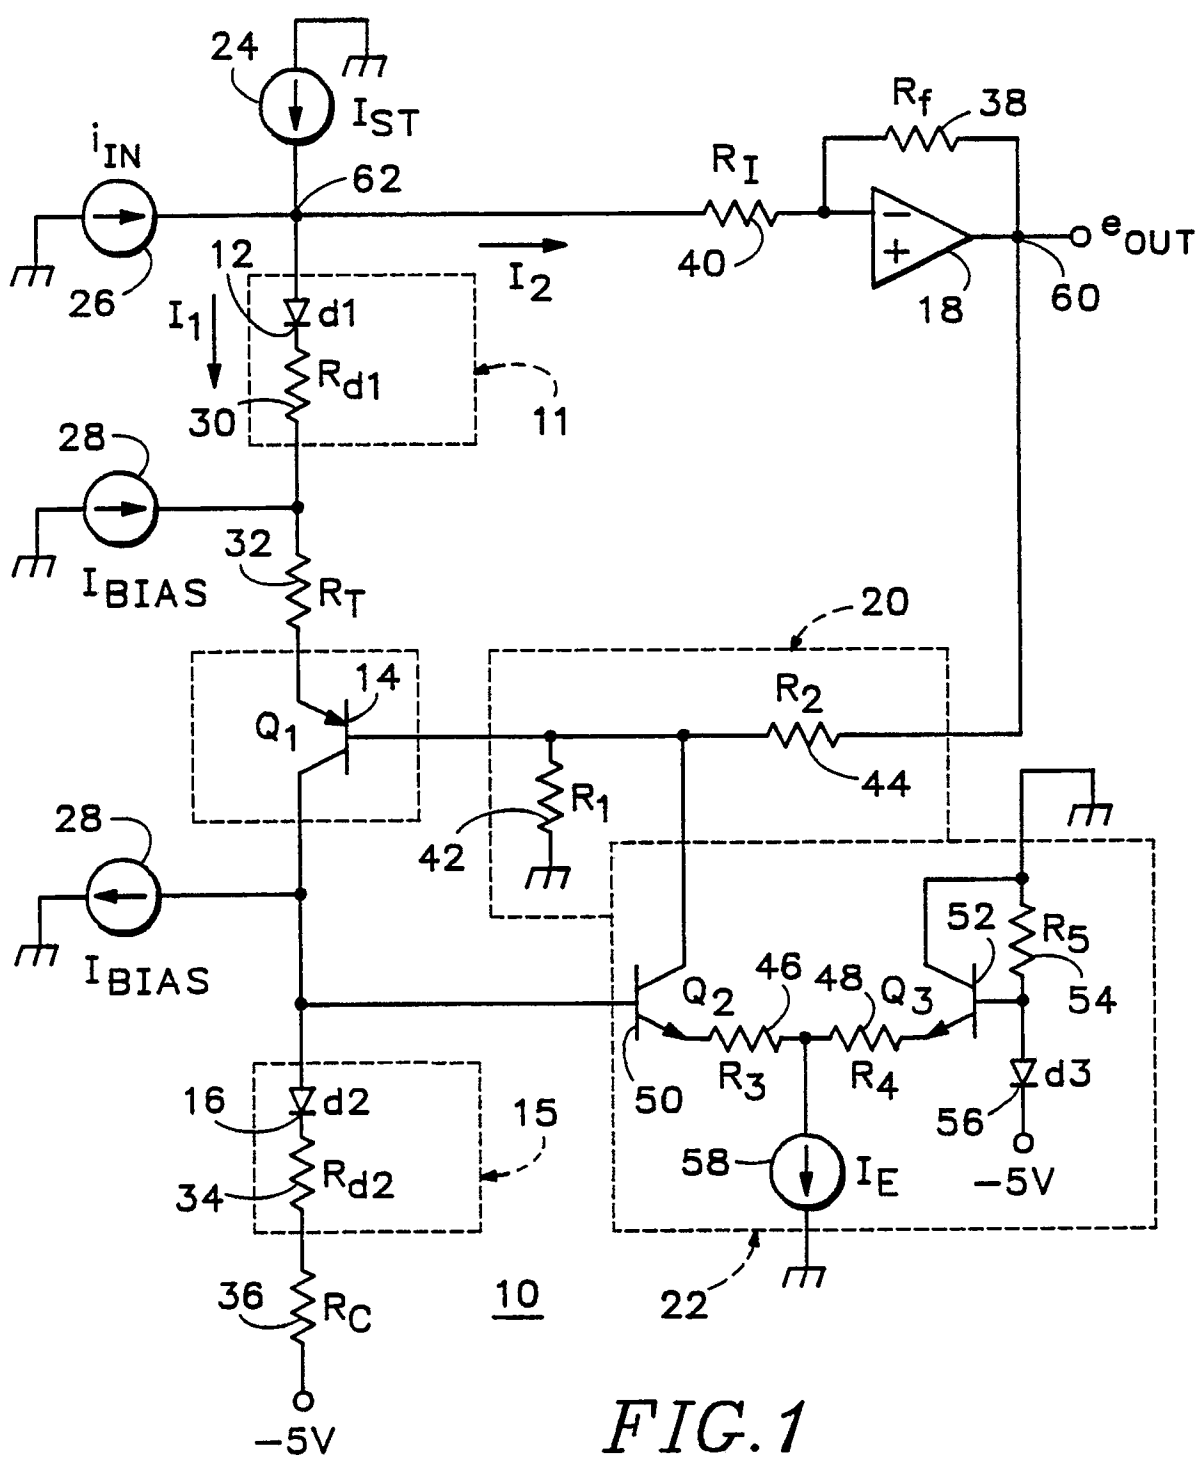 24
I_ST
i_IN
62
R_f
38
R_I
e_OUT
12
40
26
I_1
d1
I_2
18
60
R_d1
30
11
28
32
I_BIAS
R_T
20
14
R_2
Q_1
44
R_1
28
42
52
R_5
I_BIAS
46
48
Q_2
Q_3
54
16
d2
15
50
R_3
R_4
d3
56
R_d2
34
58
I_E
-5V
36
R_C
10
22
-5V
FIG.1